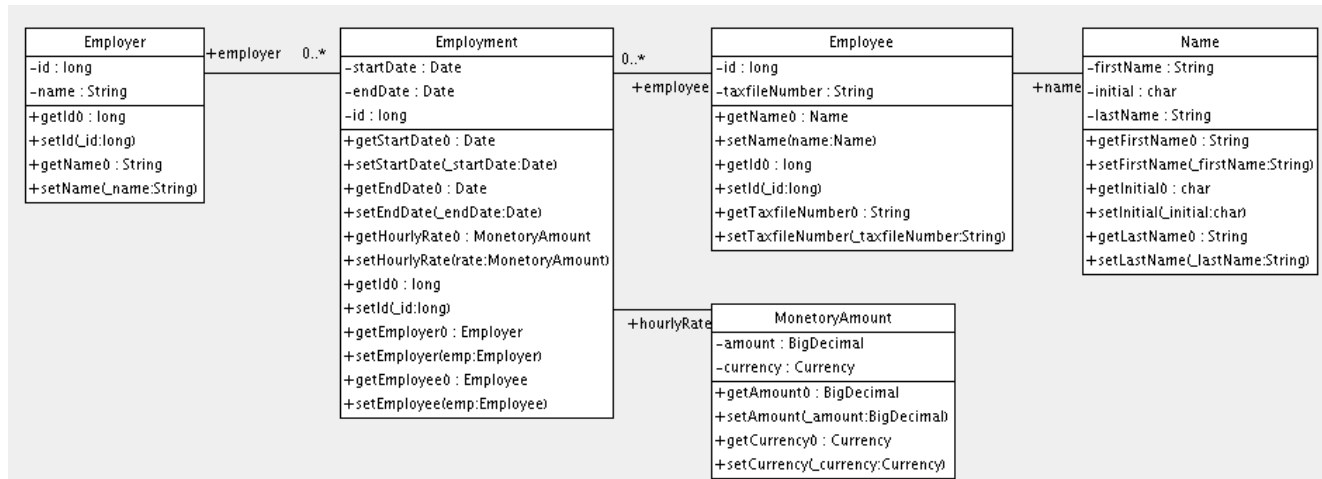 Employer
-id : long
-name : String
+getId() : long
+setId(_id:long)
+getName() : String
+setName(_name:String)
+employer 0..*
Employment
-startDate : Date
-endDate : Date
-id : long
+getStartDate() : Date
+setStartDate(_startDate:Date)
+getEndDate() : Date
+setEndDate(_endDate:Date)
+getHourlyRate() : MonetoryAmount
+setHourlyRate(rate:MonetoryAmount)
+getId() : long
+setId(_id:long)
+getEmployer() : Employer
+setEmployer(emp:Employer)
+getEmployee() : Employee
+setEmployee(emp:Employee)
0..*
+employee
Employee
-id : long
-taxfileNumber : String
+getName() : Name
+setName(name:Name)
+getId() : long
+setId(_id:long)
+getTaxfileNumber() : String
+setTaxfileNumber(_taxfileNumber:String)
+name
Name
-firstName : String
-initial : char
-lastName : String
+getFirstName() : String
+setFirstName(_firstName:String)
+getInitial() : char
+setInitial(_initial:char)
+getLastName() : String
+setLastName(_lastName:String)
+hourlyRate
MonetoryAmount
-amount : BigDecimal
-currency : Currency
+getAmount() : BigDecimal
+setAmount(_amount:BigDecimal)
+getCurrency() : Currency
+setCurrency(_currency:Currency)